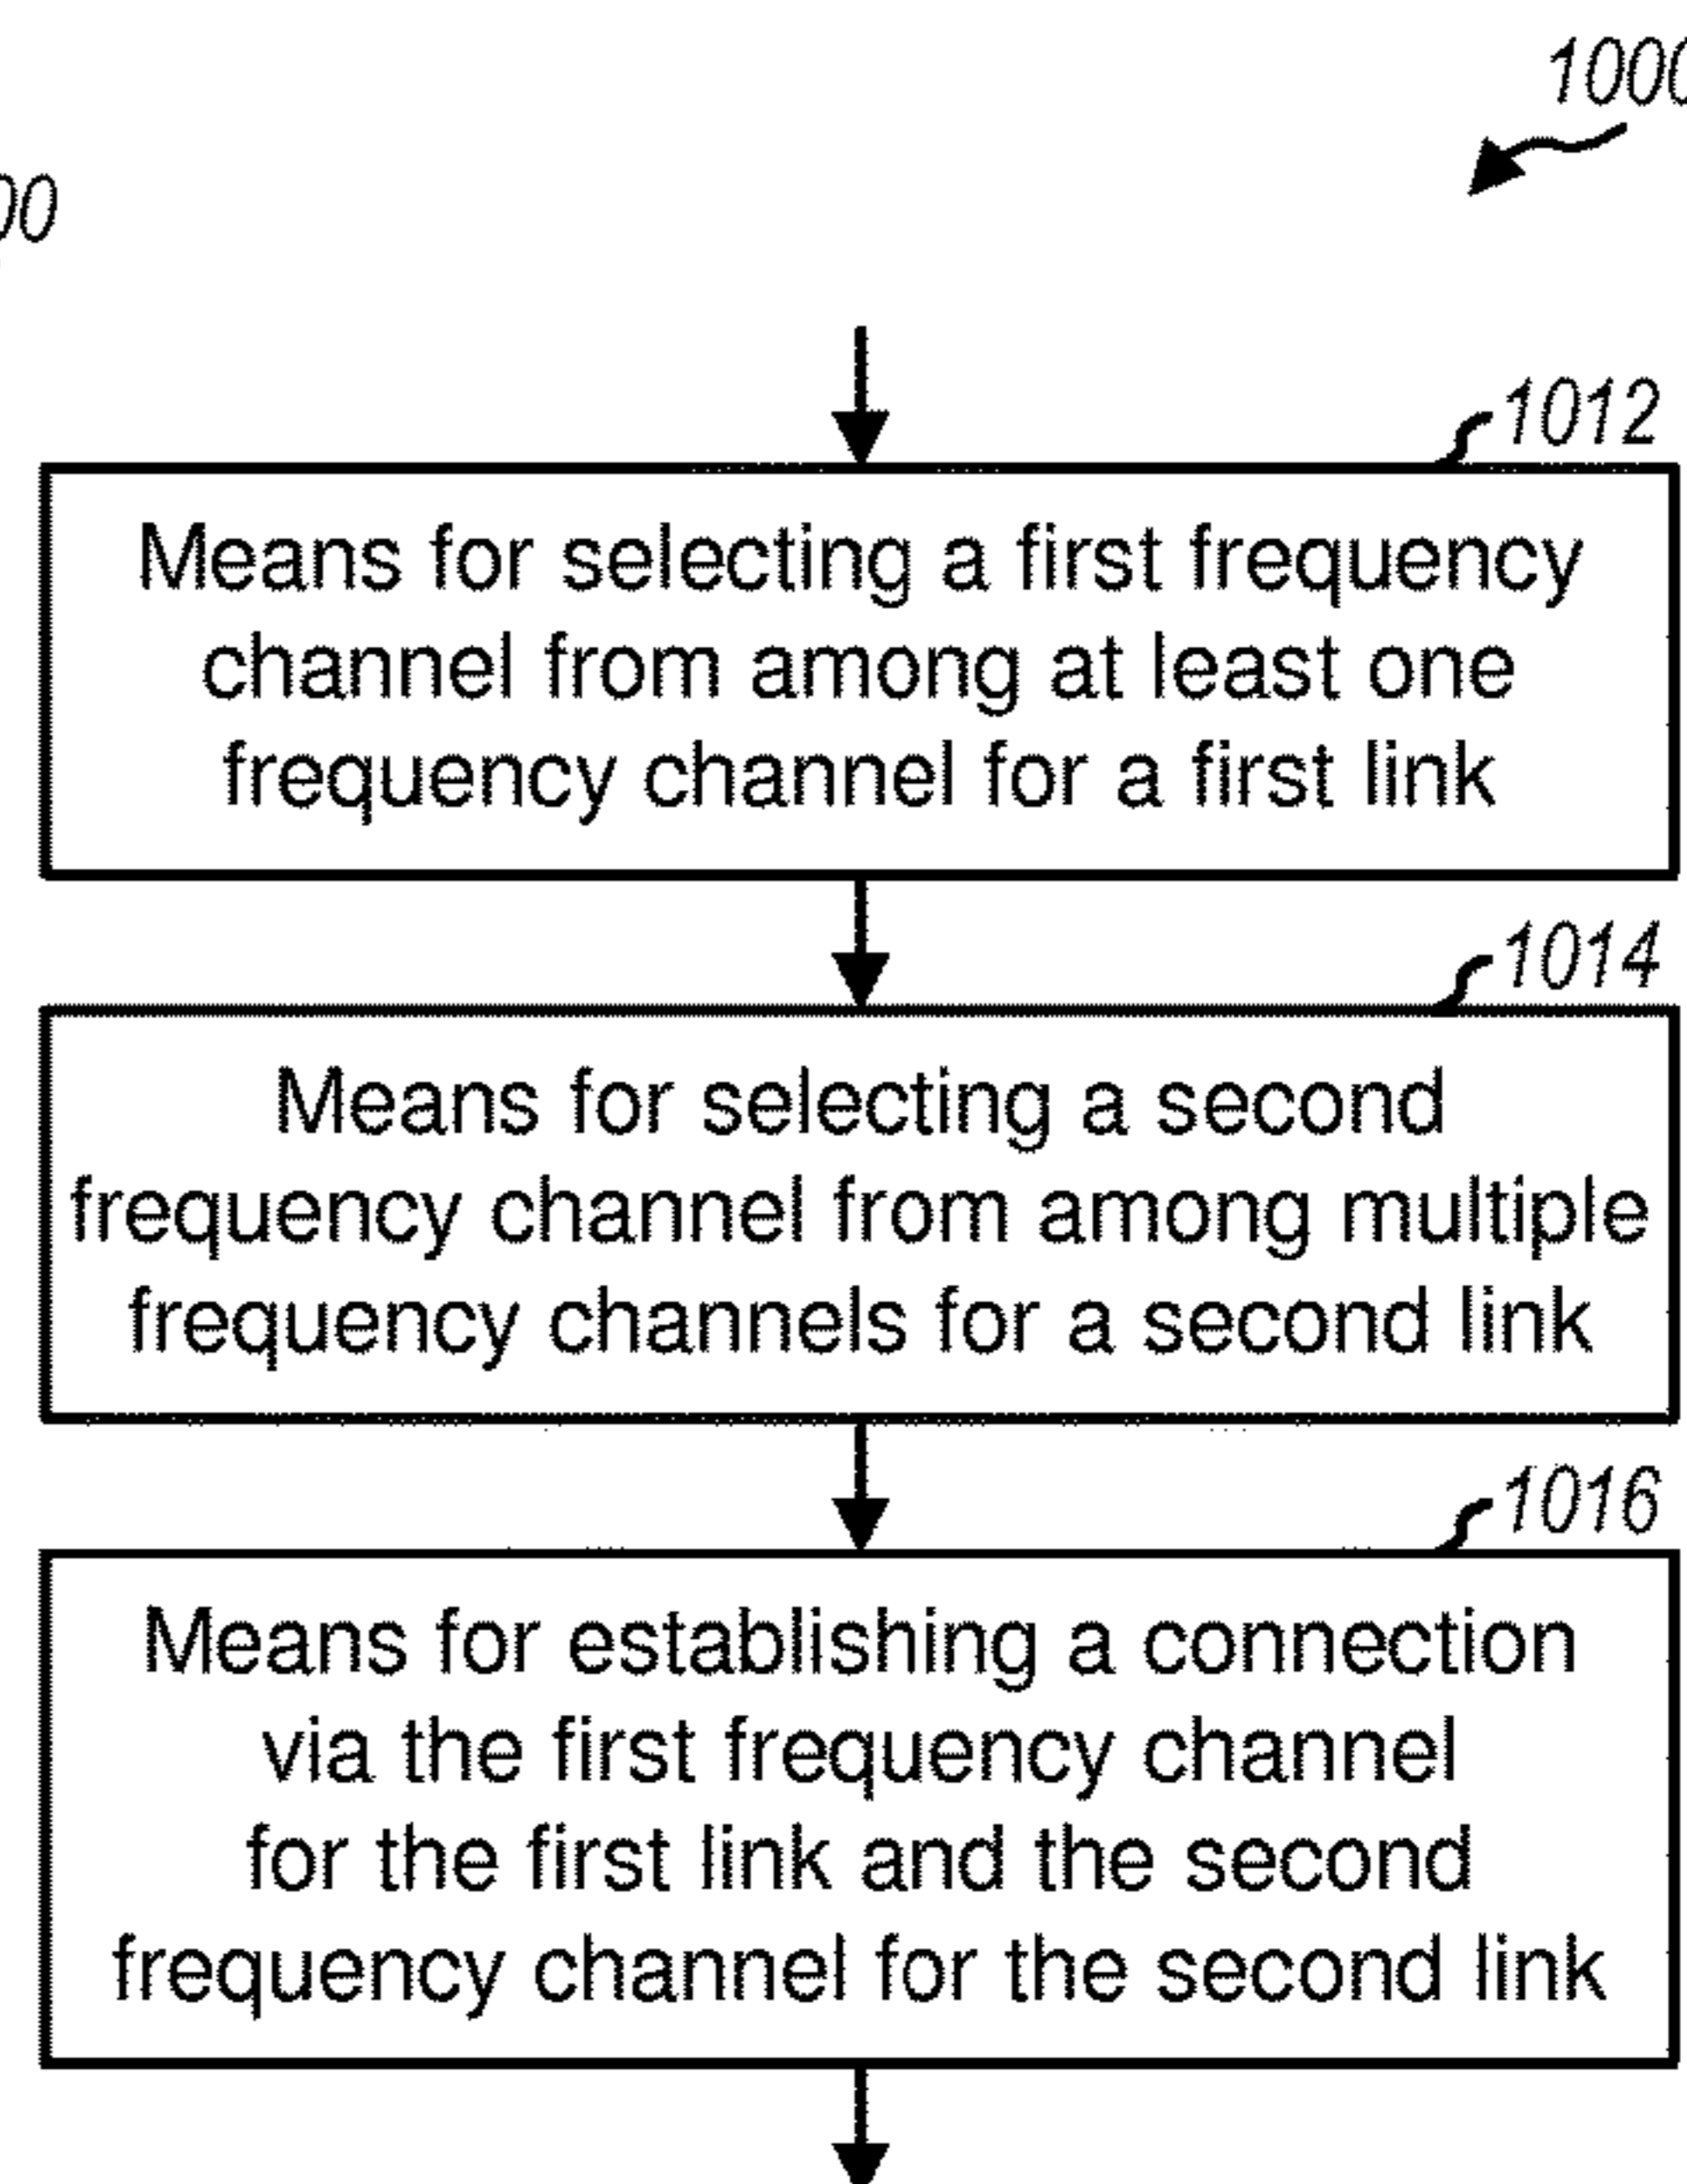 1000
00
1012
Means for selecting a first frequency
channel from among at least one
frequency channel for a first link
1014
Means for selecting a second
frequency channel from among multiple
frequency channels for a second link
1016
Means for establishing a connection
via the first frequency channel
for the first link and the second
frequency channel for the second link